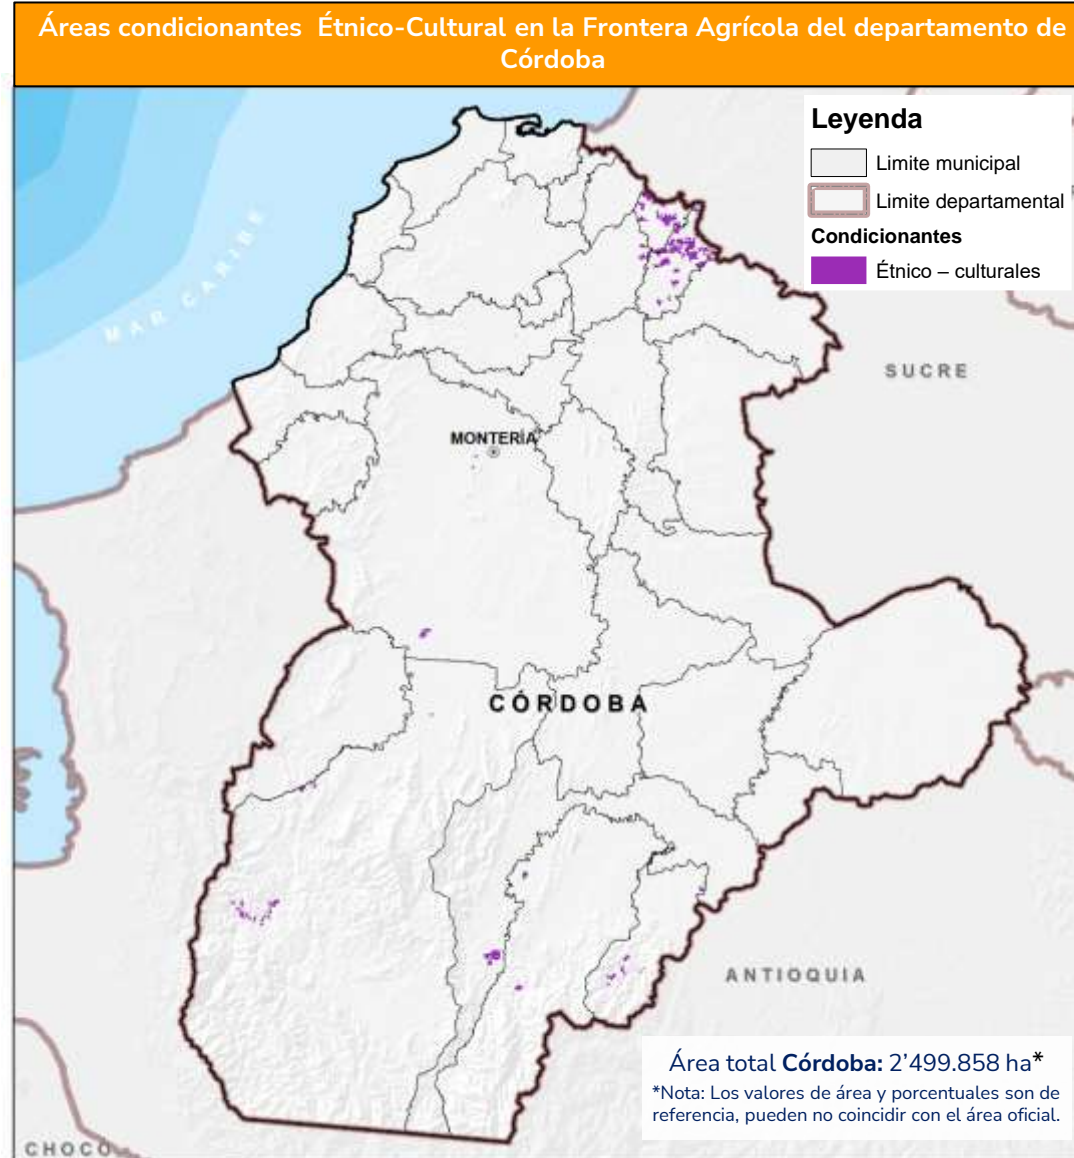 Áreas condicionantes Étnico-Cultural en la Frontera Agrícola del departamento de
Córdoba
Leyenda
Limite municipal
Limite departamental
Condicionantes
Étnico – culturales
MAR CARIBE
SUCRE
MONTERÍA
CÓRDOBA
ANTIOQUIA
Área total Córdoba: 2’499.858 ha*
*Nota: Los valores de área y porcentuales son de
referencia, pueden no coincidir con el área oficial.
CHOCÓ